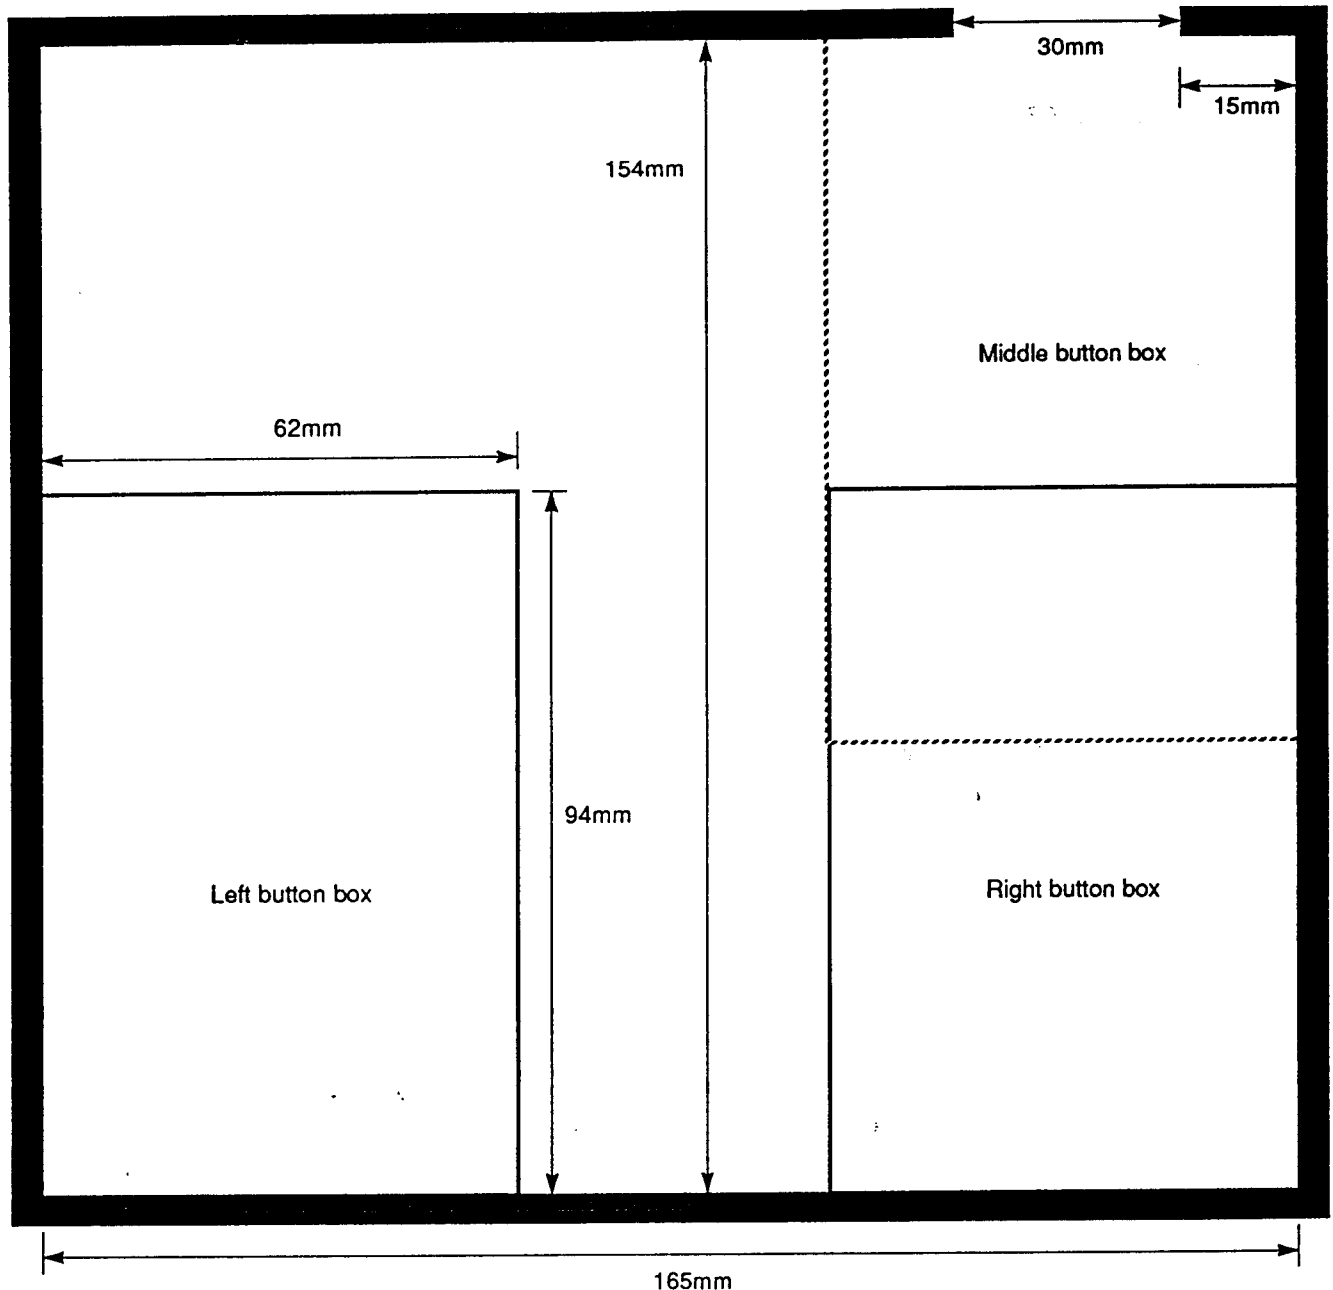 30mm
15mm
154mm
Middle button box
62mm
94mm
Left button box
Right button box
165mm